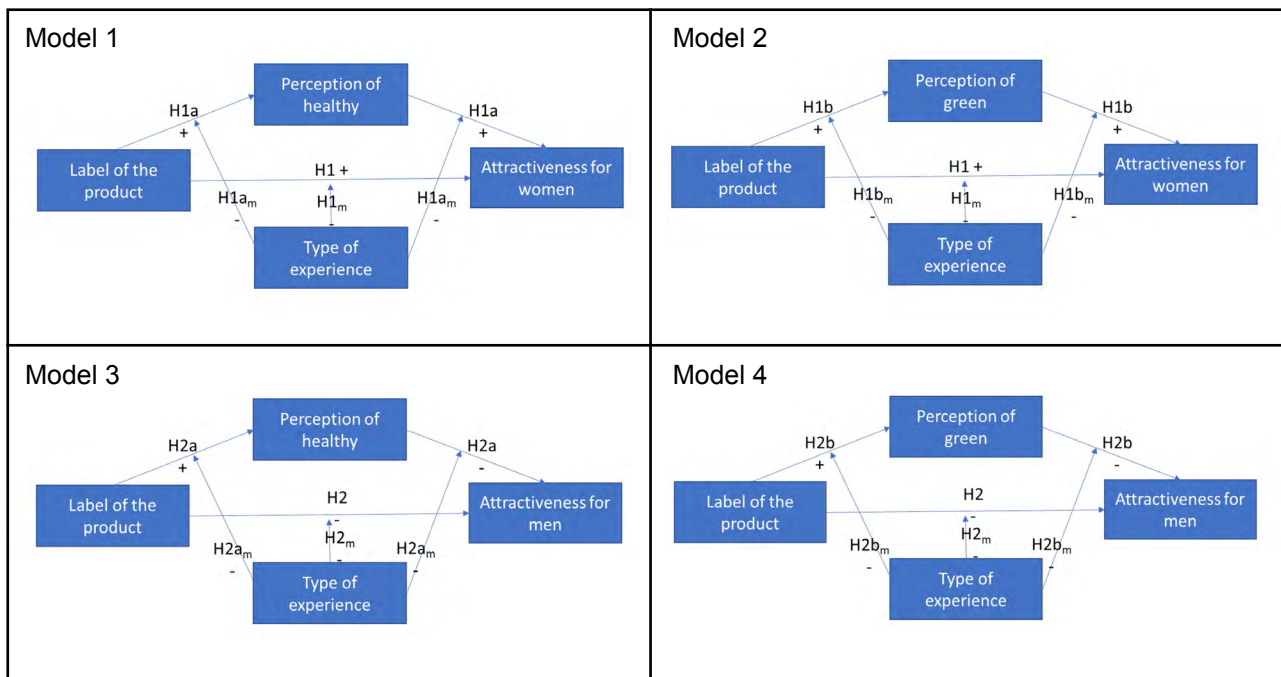 Model 1
Perception of
healthy
H1a
+
H1a
+
Label of the
product
H1 +
Attractiveness for
women
H1aₘ
-
H1ₘ
-
H1aₘ
-
Type of
experience
Model 2
Perception of
green
H1b
+
H1b
+
Label of the
product
H1 +
Attractiveness for
women
H1bₘ
-
H1ₘ
-
H1bₘ
-
Type of
experience
Model 3
Perception of
healthy
H2a
+
H2a
-
Label of the
product
H2
-
Attractiveness for
men
H2aₘ
-
H2ₘ
-
H2aₘ
-
Type of
experience
Model 4
Perception of
green
H2b
+
H2b
-
Label of the
product
H2
-
Attractiveness for
men
H2bₘ
-
H2ₘ
-
H2bₘ
-
Type of
experience